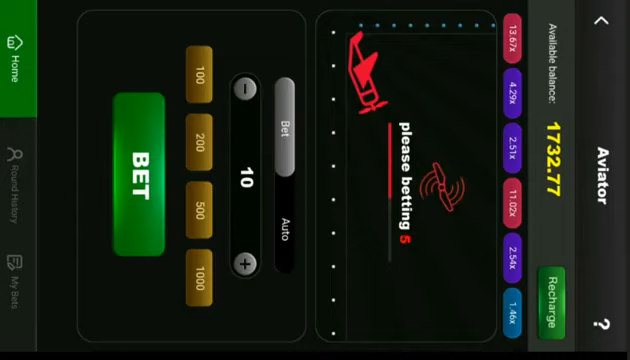 Aviator
?
Available balance: 1732.77
Recharge
13.67x 4.29x 2.51x 11.02x 2.54x 1.46x
please betting 5
Bet Auto
10
100 200 500 1000
BET
Home Round History My Bets